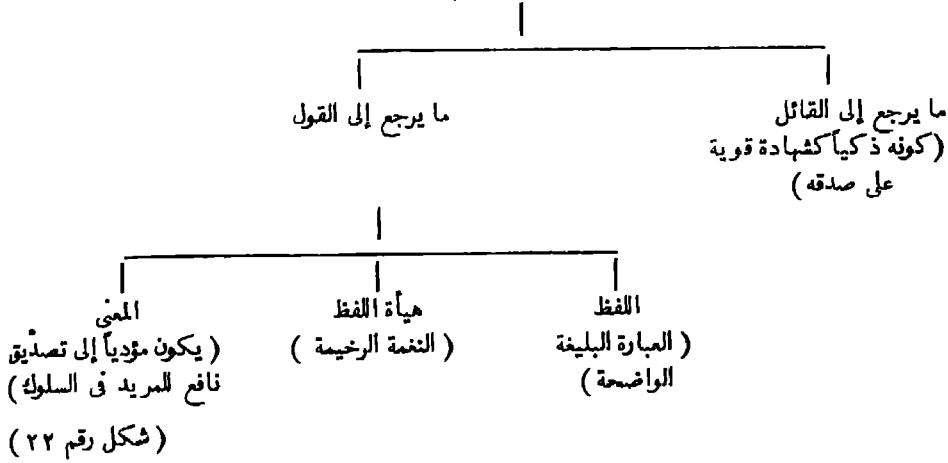 ما يرجع إلى القائل
(كونه ذكياً كشهادة قوية
على صدقه)
ما يرجع إلى القول
اللفظ
(العبارة البليغة
الواضحة)
هيأة اللفظ
(النغمة الرخيمة)
المعنى
(يكون مؤدياً إلى تصديق
نافع للمريد فى السلوك)
(شكل رقم ٢٢)